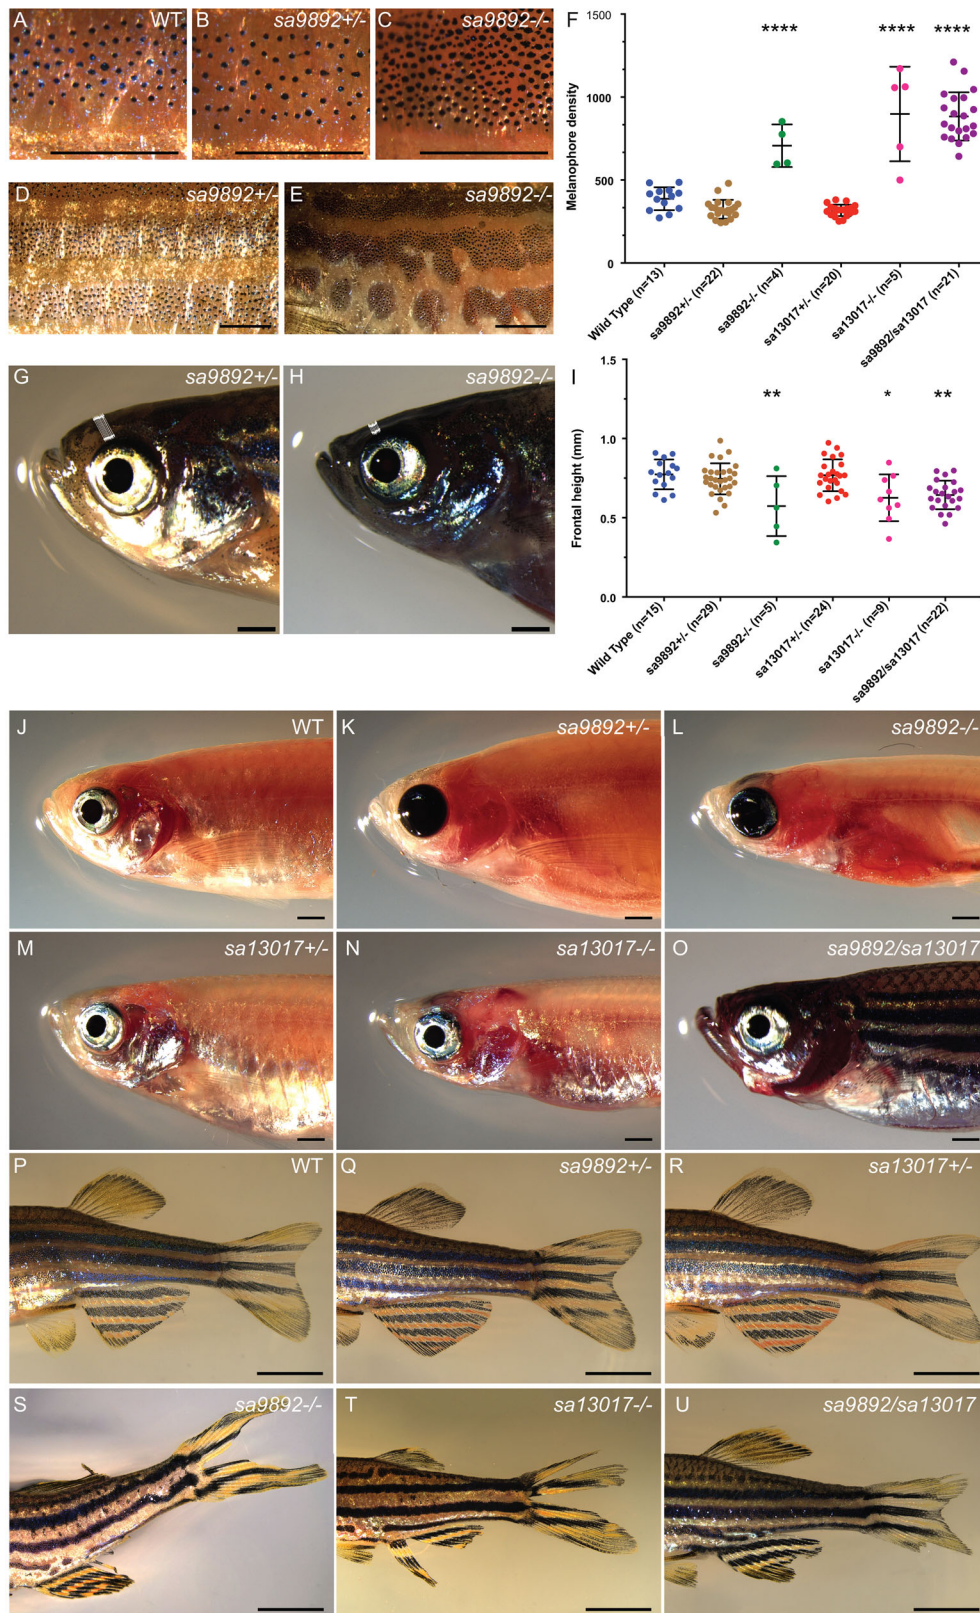 A WT
B sa9892+/-
C sa9892-/-
D sa9892+/-
E sa9892-/-
F
1500
1000
500
0
Melanophore density
****
****
****
Wild Type (n=13)
sa9892+/- (n=22)
sa9892-/- (n=4)
sa13017+/- (n=20)
sa13017-/- (n=5)
sa9892/sa13017 (n=21)
G sa9892+/-
H sa9892-/-
I
1.5
1.0
0.5
0.0
Frontal height (mm)
**
*
**
Wild Type (n=15)
sa9892+/- (n=29)
sa9892-/- (n=5)
sa13017+/- (n=24)
sa13017-/- (n=9)
sa9892/sa13017 (n=22)
J WT
K sa9892+/-
L sa9892-/-
M sa13017+/-
N sa13017-/-
O sa9892/sa13017
P WT
Q sa9892+/-
R sa13017+/-
S sa9892-/-
T sa13017-/-
U sa9892/sa13017